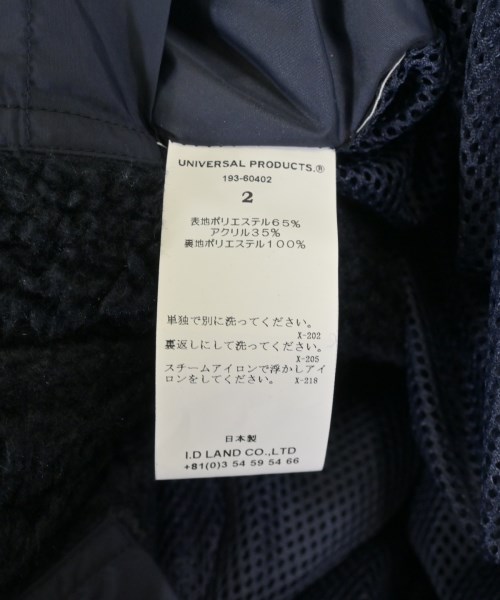 UNIVERSAL PRODUCTS.®
193-60402
2
表地ポリエステル65%
アクリル35%
裏地ポリエステル100%
単独で別に洗ってください。
X-202
裏返しにして洗ってください。
X-205
スチームアイロンで浮かしアイ
ロンをしてください。 X-218
日本製
I.D LAND CO.,LTD
+81(0)3 54 59 54 66